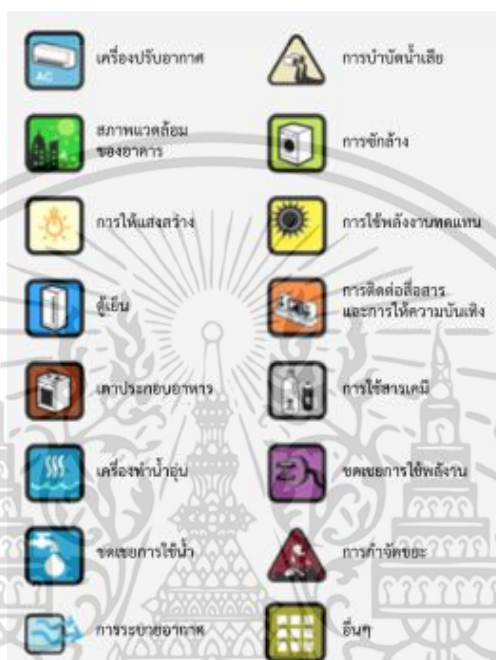 เครื่องปรับอากาศ
AC
สภาพแวดล้อม
ของอาคาร
การให้แสงสว่าง
ตู้เย็น
เตาประกอบอาหาร
เครื่องทำน้ำอุ่น
ชดเชยการใช้น้ำ
การระบายอากาศ
การบำบัดน้ำเสีย
การซักล้าง
การใช้พลังงานทดแทน
การติดต่อสื่อสาร
และการให้ความบันเทิง
การใช้สารเคมี
ชดเชยการใช้พลังงาน
การกำจัดขยะ
อื่นๆ